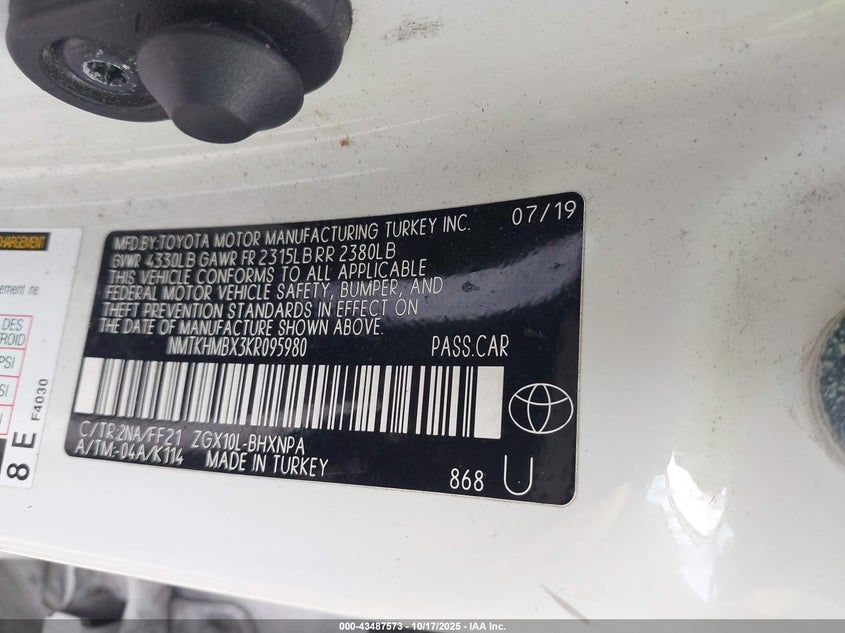 07/19
MFD.BY:TOYOTA MOTOR MANUFACTURING TURKEY INC.
GVWR 4330LB GAWR FR 2315LB RR 2380LB
THIS VEHICLE CONFORMS TO ALL APPLICABLE
FEDERAL MOTOR VEHICLE SAFETY, BUMPER, AND
THEFT PREVENTION STANDARDS IN EFFECT ON
THE DATE OF MANUFACTURE SHOWN ABOVE.
NMTKHMBX3KR095980 PASS.CAR
C/TR:2NA/FF21 ZGX10L-BHXNPA
A/TM:-04A/K114 MADE IN TURKEY
868 U
CHARGEMENT
DES
PSI
F4030
8 E
000-43487573 - 10/17/2025 - IAA Inc.